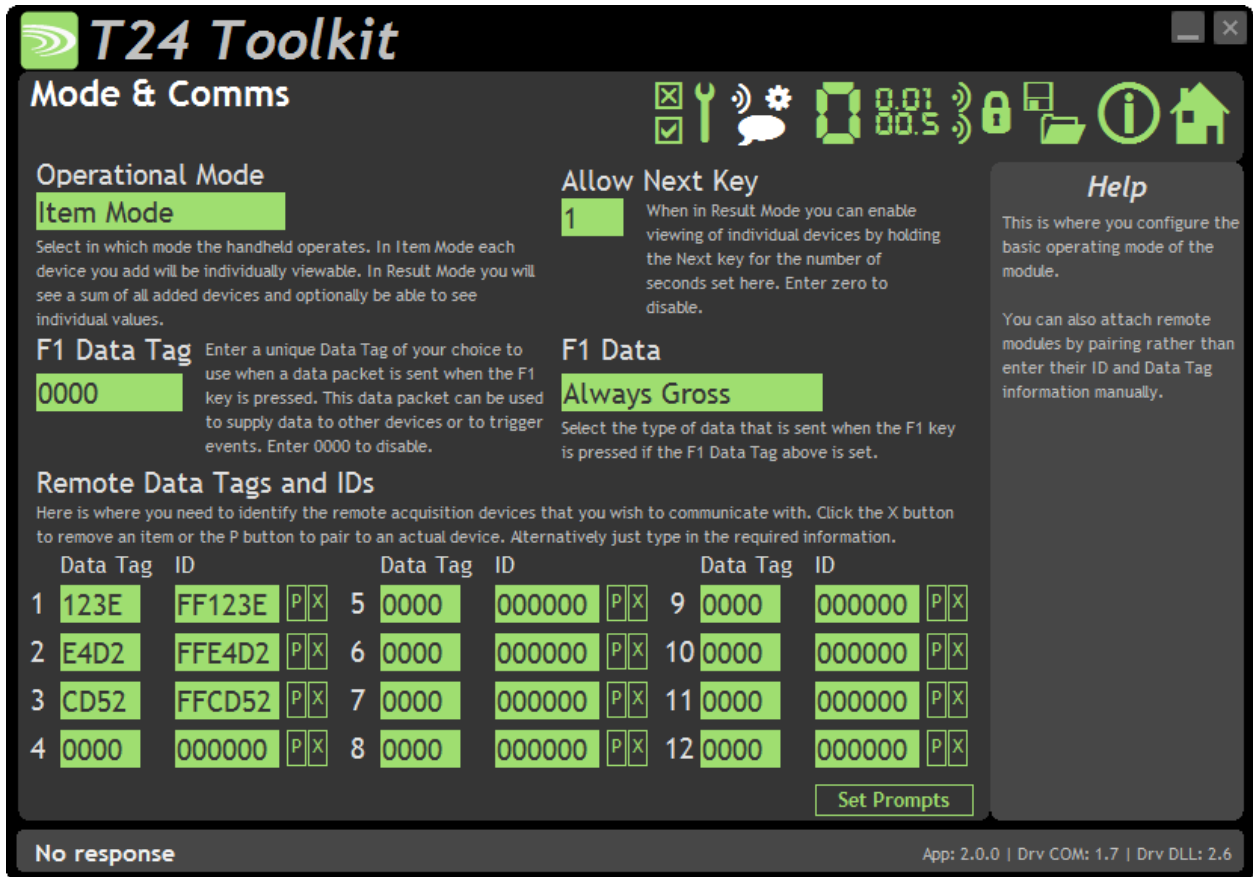 T24 Toolkit
Mode & Comms
0.01
00.5
Operational Mode
Item Mode
Select in which mode the handheld operates. In Item Mode each
device you add will be individually viewable. In Result Mode you will
see a sum of all added devices and optionally be able to see
individual values.
Allow Next Key
1
When in Result Mode you can enable
viewing of individual devices by holding
the Next key for the number of
seconds set here. Enter zero to
disable.
F1 Data Tag
0000
Enter a unique Data Tag of your choice to
use when a data packet is sent when the F1
key is pressed. This data packet can be used
to supply data to other devices or to trigger
events. Enter 0000 to disable.
F1 Data
Always Gross
Select the type of data that is sent when the F1 key
is pressed if the F1 Data Tag above is set.
Remote Data Tags and IDs
Here is where you need to identify the remote acquisition devices that you wish to communicate with. Click the X button
to remove an item or the P button to pair to an actual device. Alternatively just type in the required information.
Data Tag ID Data Tag ID Data Tag ID
1 123E FF123E P X 5 0000 000000 P X 9 0000 000000 P X
2 E4D2 FFE4D2 P X 6 0000 000000 P X 10 0000 000000 P X
3 CD52 FFCD52 P X 7 0000 000000 P X 11 0000 000000 P X
4 0000 000000 P X 8 0000 000000 P X 12 0000 000000 P X
Set Prompts
Help
This is where you configure the
basic operating mode of the
module.
You can also attach remote
modules by pairing rather than
enter their ID and Data Tag
information manually.
No response
App: 2.0.0 | Drv COM: 1.7 | Drv DLL: 2.6